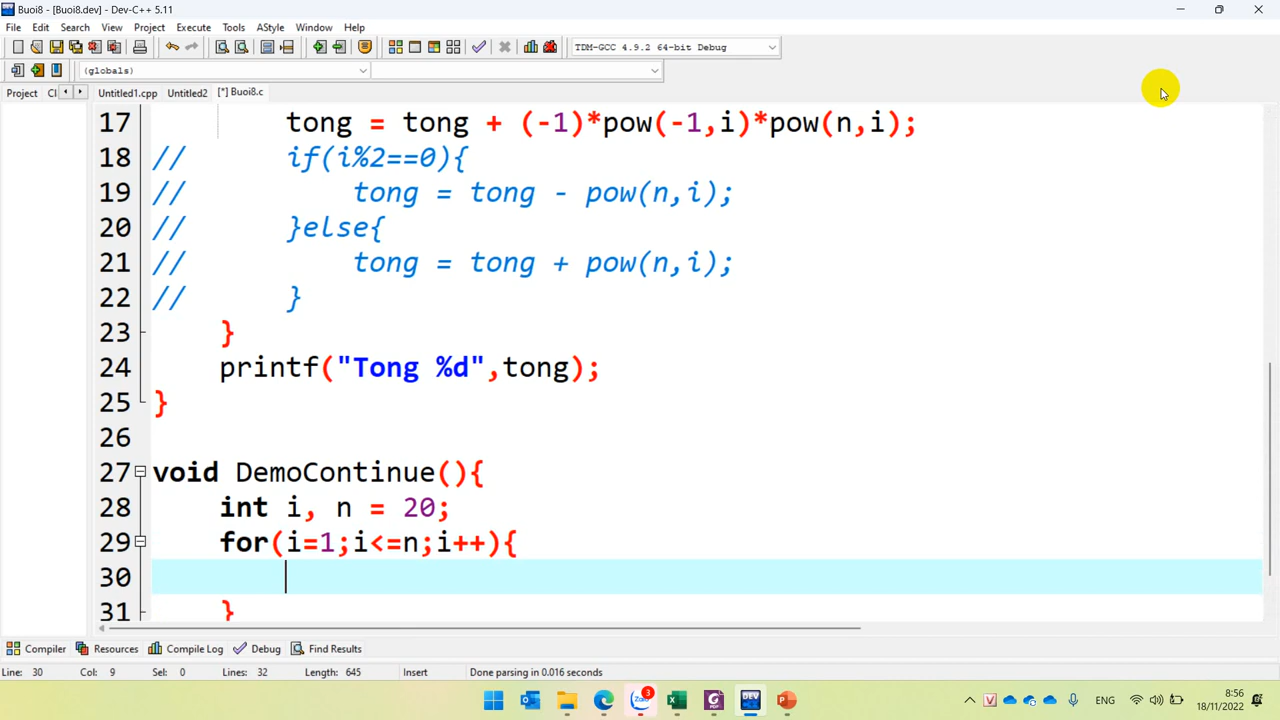 Buoi8 - [Buoi8.dev] - Dev-C++ 5.11
File Edit Search View Project Execute Tools AStyle Window Help
TDM-GCC 4.9.2 64-bit Debug
(globals)
Project Cl Untitled1.cpp Untitled2 [*] Buoi8.c
17 tong = tong + (-1)*pow(-1,i)*pow(n,i);
18 // if(i%2==0){
19 // tong = tong - pow(n,i);
20 // }else{
21 // tong = tong + pow(n,i);
22 // }
23 }
24 printf("Tong %d",tong);
25 }
26
27 void DemoContinue(){
28 int i, n = 20;
29 for(i=1;i<=n;i++){
30
31 }
Compiler Resources Compile Log Debug Find Results
Line: 30 Col: 9 Sel: 0 Lines: 32 Length: 645 Insert Done parsing in 0.016 seconds
Zalo 3 DEV P V ENG 8:56
18/11/2022